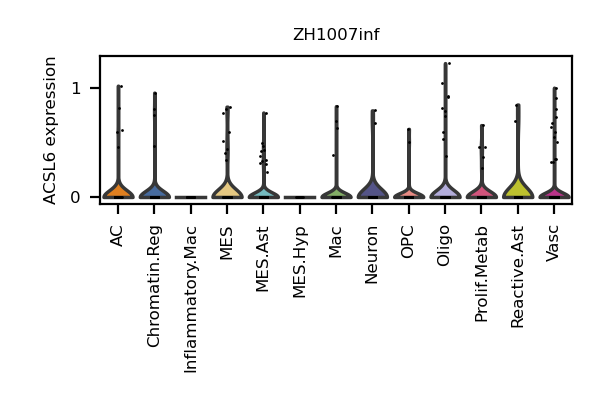 ZH1007inf
ACSL6 expression
1
0
AC
Chromatin.Reg
Inflammatory.Mac
MES
MES.Ast
MES.Hyp
Mac
Neuron
OPC
Oligo
Prolif.Metab
Reactive.Ast
Vasc